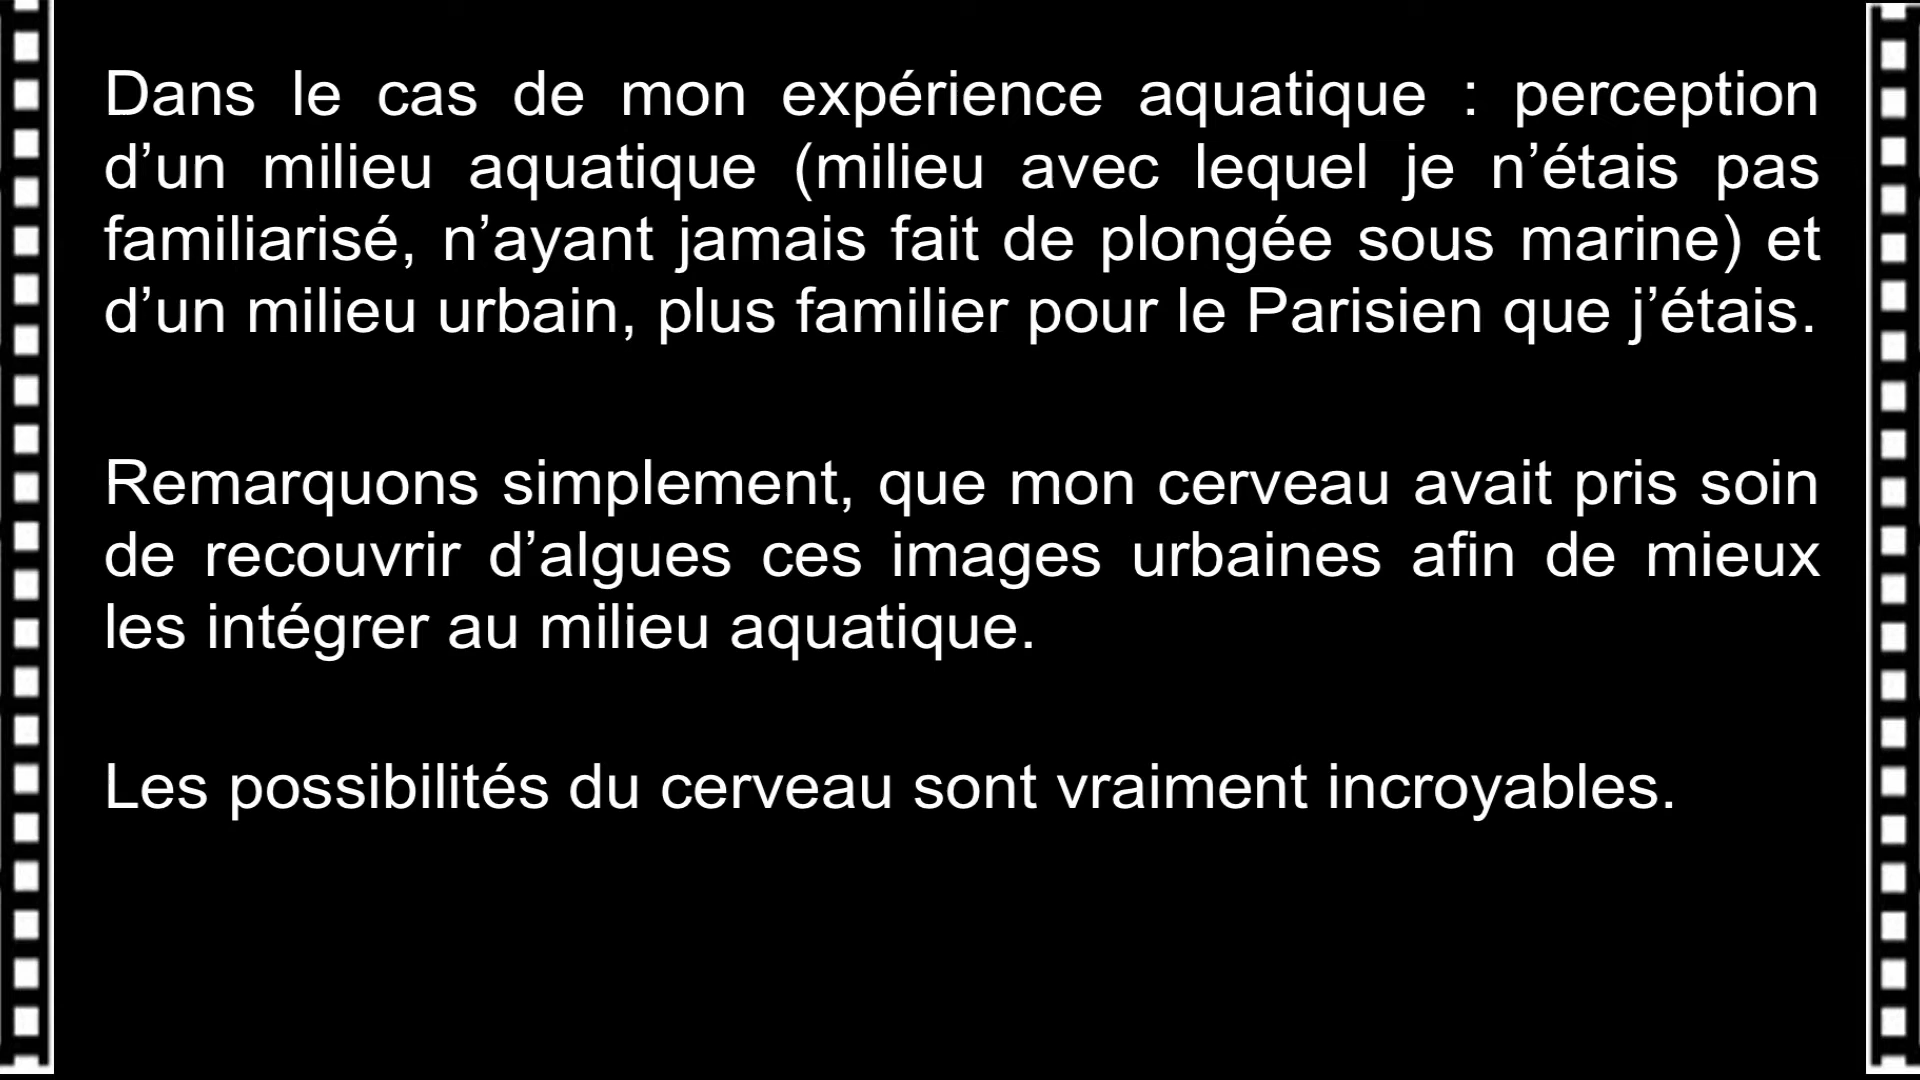 Dans le cas de mon expérience aquatique : perception
d’un milieu aquatique (milieu avec lequel je n’étais pas
familiarisé, n’ayant jamais fait de plongée sous marine) et
d’un milieu urbain, plus familier pour le Parisien que j’étais.
Remarquons simplement, que mon cerveau avait pris soin
de recouvrir d’algues ces images urbaines afin de mieux
les intégrer au milieu aquatique.
Les possibilités du cerveau sont vraiment incroyables.